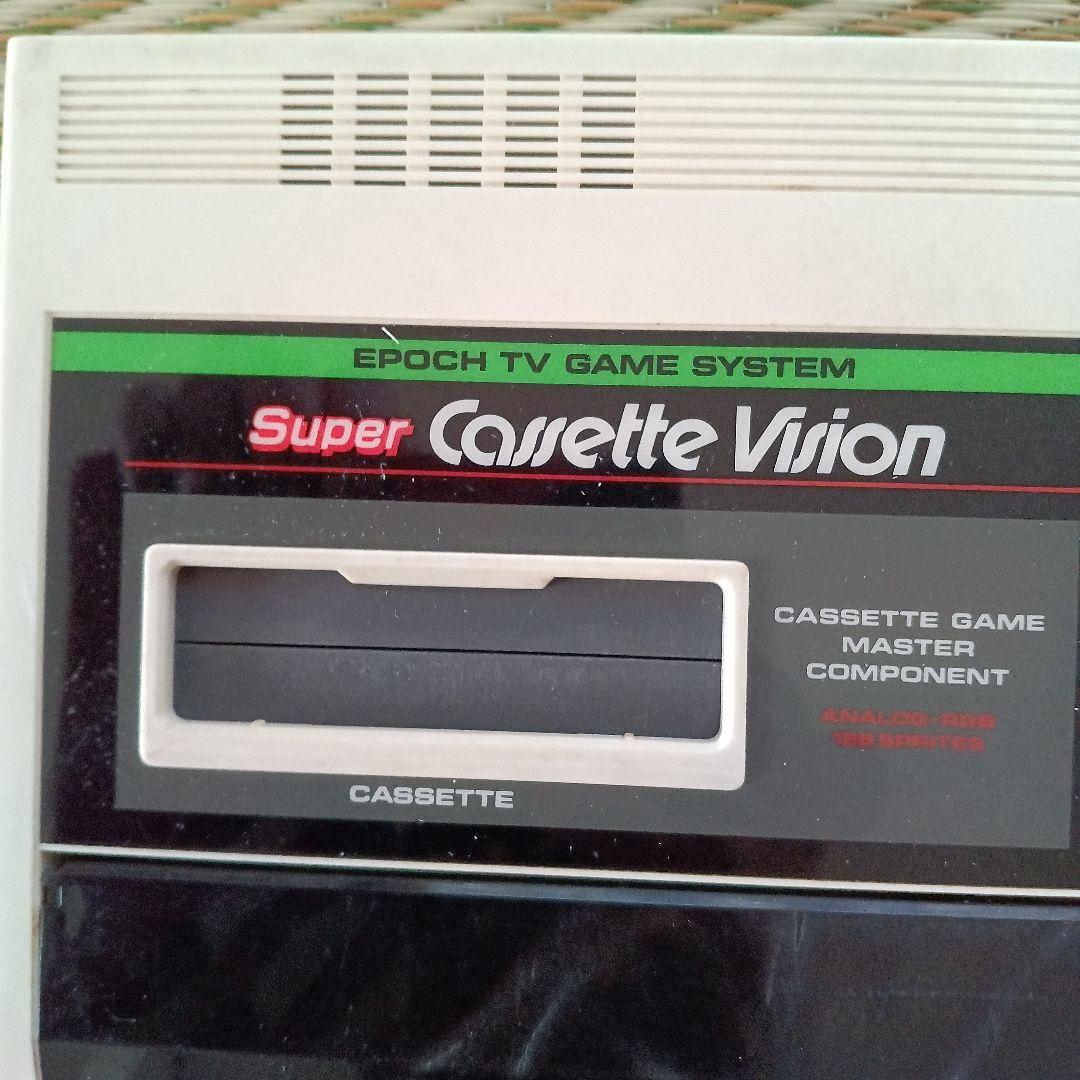 EPOCH TV GAME SYSTEM
Super Cassette Vision
CASSETTE GAME
MASTER
COMPONENT
ANALOG-RGB
128 SPRITES
CASSETTE